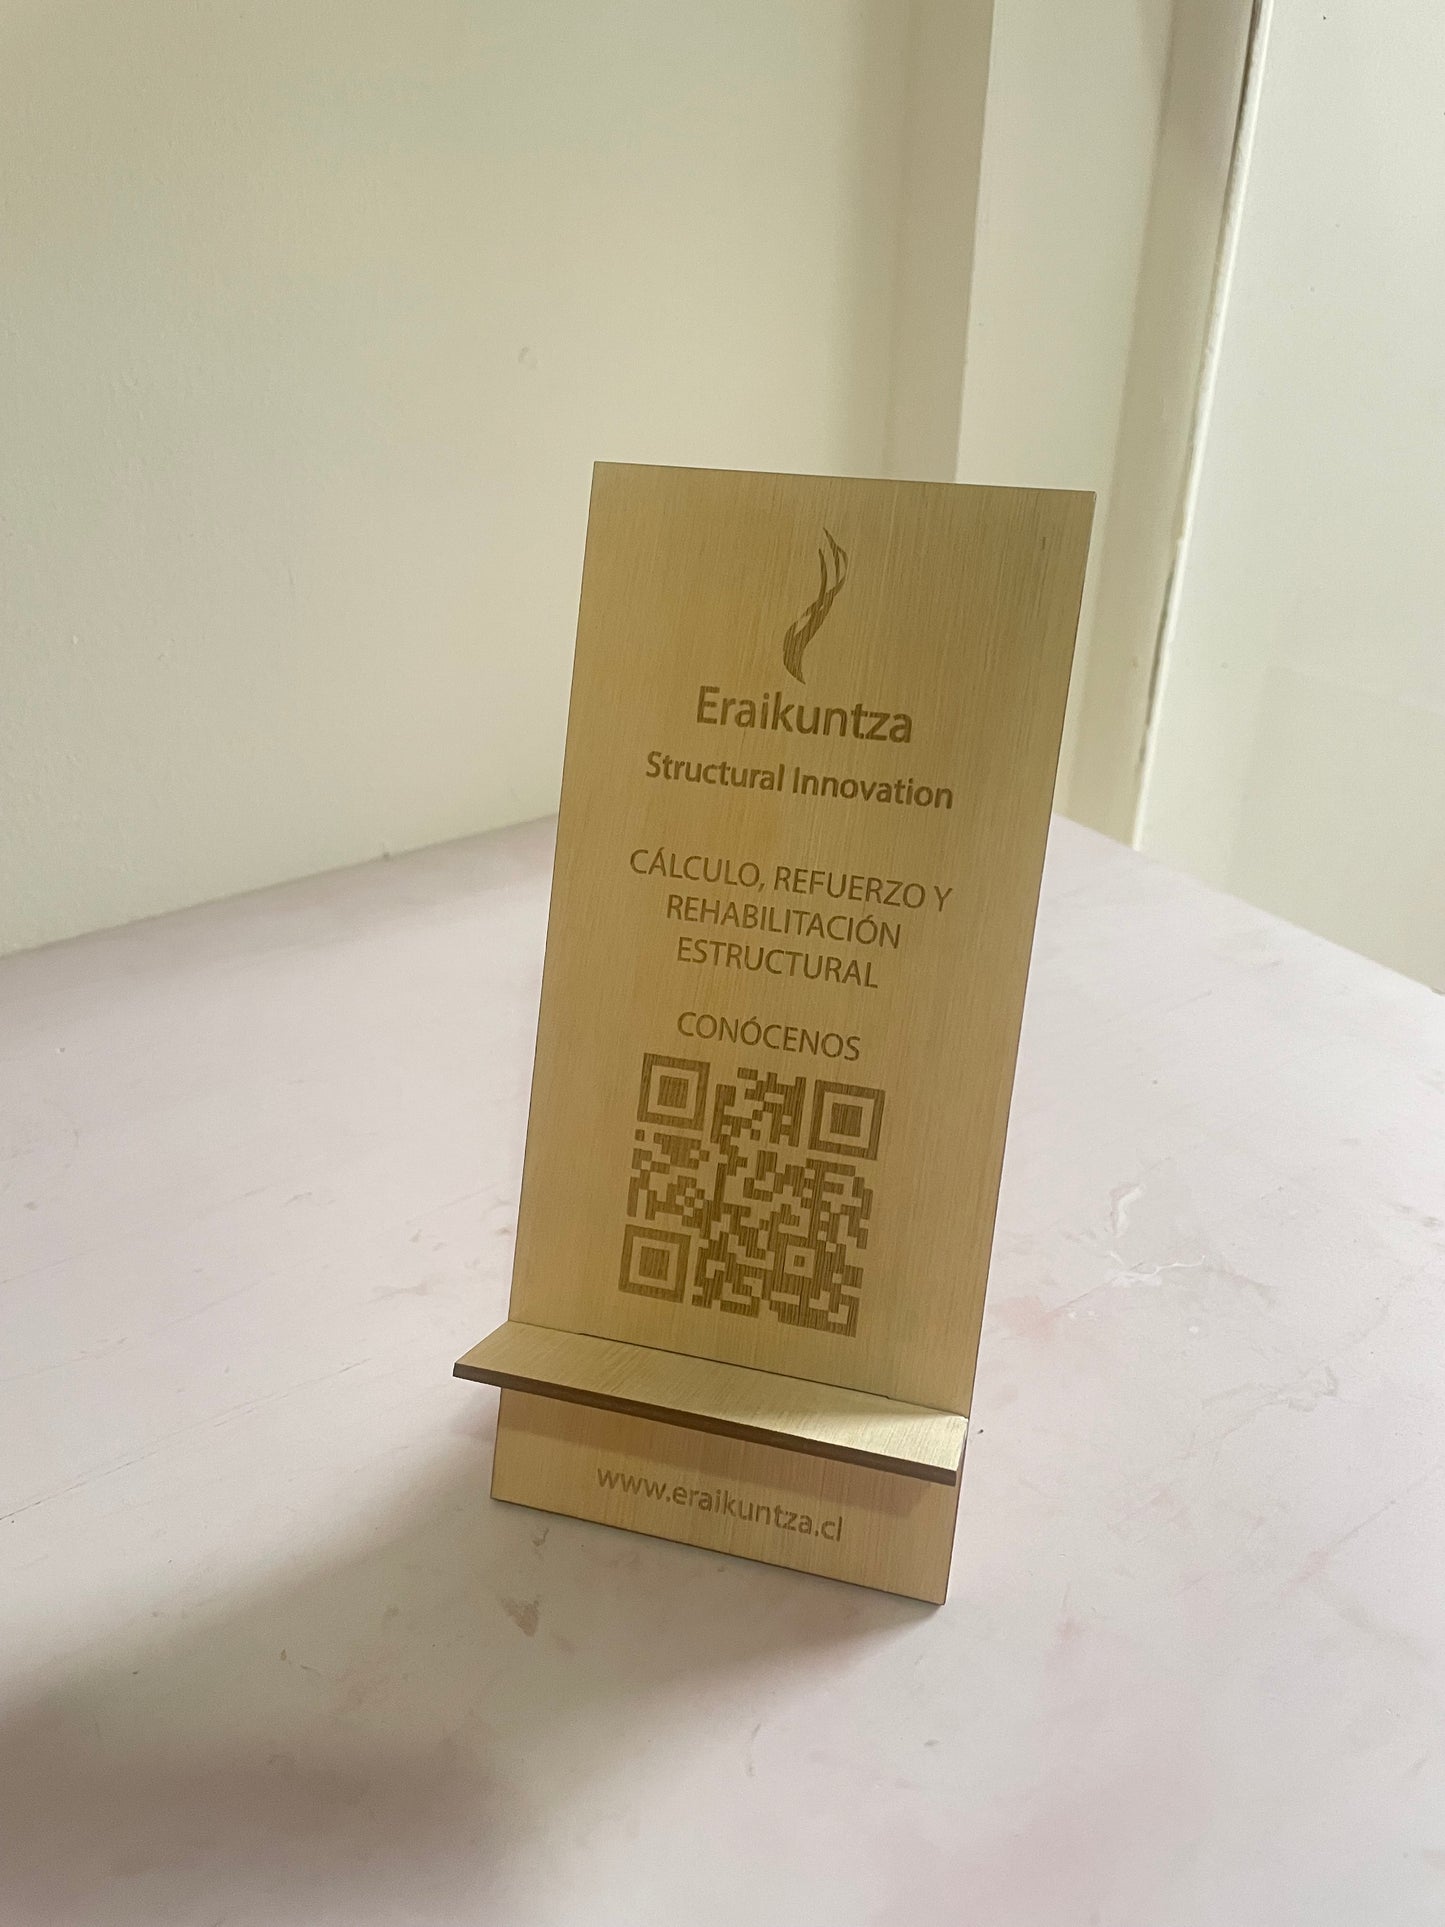 Eraikuntza
Structural Innovation
CÁLCULO, REFUERZO Y
REHABILITACIÓN
ESTRUCTURAL
CONÓCENOS
www.eraikuntza.cl